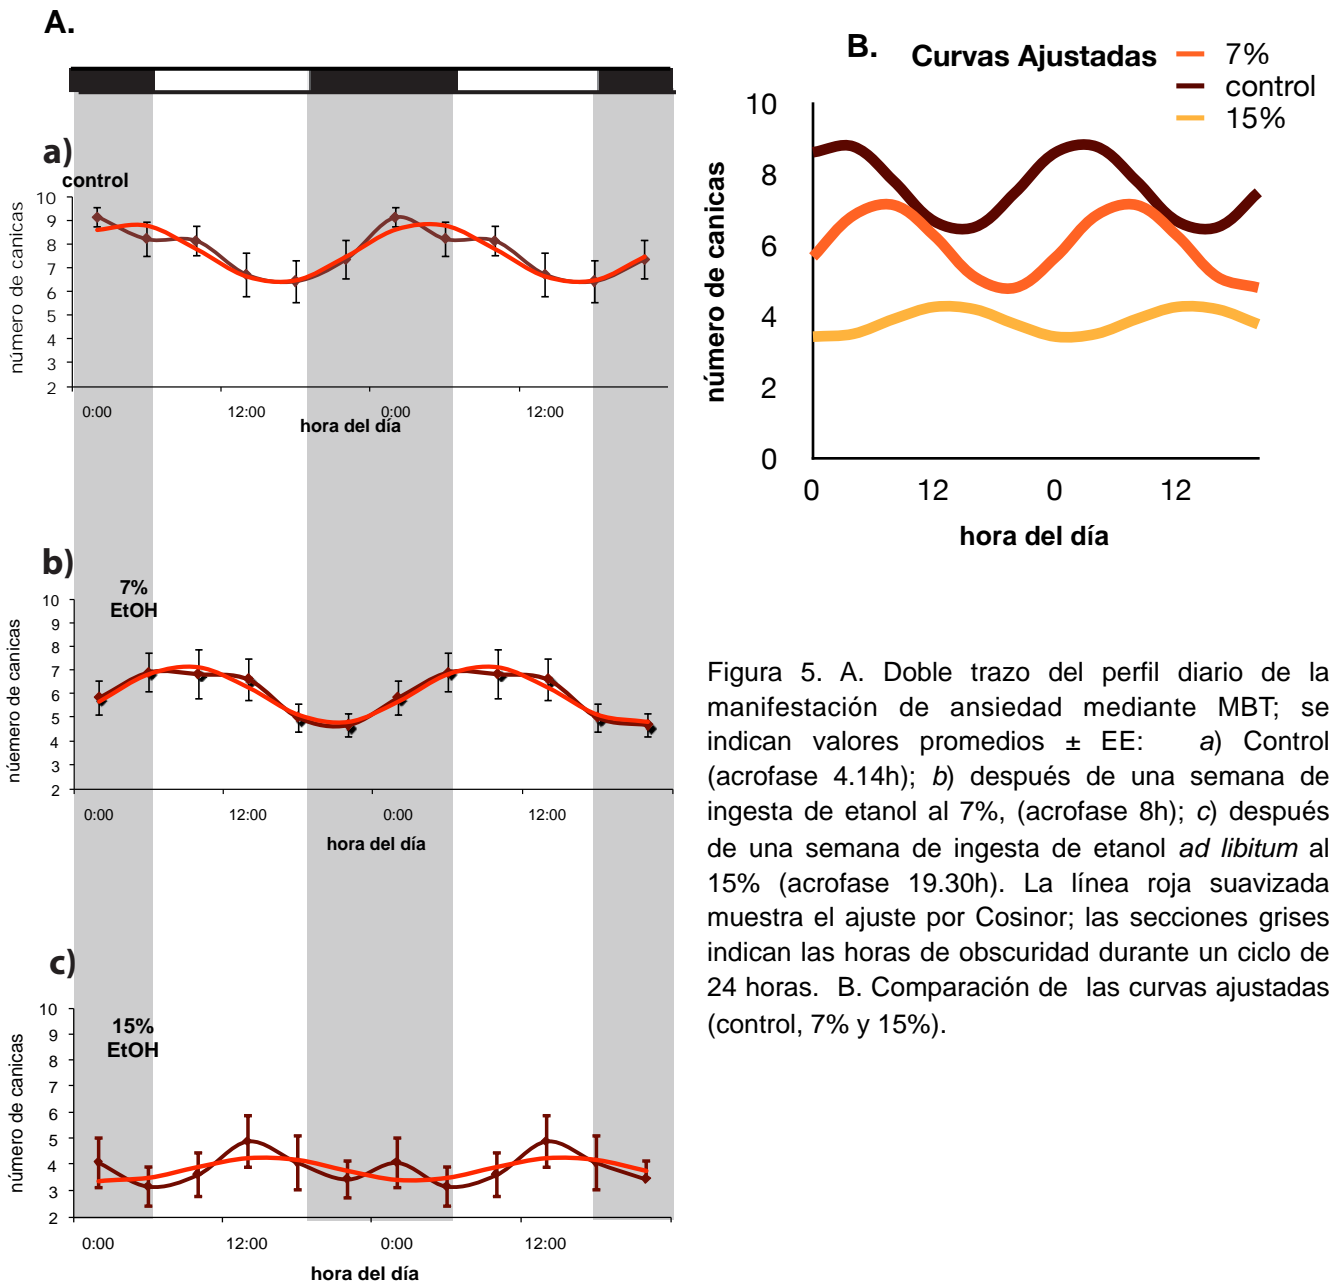 A.
a)
control
10
9
8
7
6
5
4
3
2
número de canicas
0:00 12:00 0:00 12:00
hora del día
b)
7%
EtOH
10
9
8
7
6
5
4
3
2
núemero de canicas
0:00 12:00 0:00 12:00
hora del día
c)
15%
EtOH
10
9
8
7
6
5
4
3
2
número de canicas
0:00 12:00 0:00 12:00
hora del día
B. Curvas Ajustadas
7%
control
15%
10
8
6
4
2
0
número de canicas
0 12 0 12
hora del día
Figura 5. A. Doble trazo del perfil diario de la
manifestación de ansiedad mediante MBT; se
indican valores promedios ± EE: a) Control
(acrofase 4.14h); b) después de una semana de
ingesta de etanol al 7%, (acrofase 8h); c) después
de una semana de ingesta de etanol ad libitum al
15% (acrofase 19.30h). La línea roja suavizada
muestra el ajuste por Cosinor; las secciones grises
indican las horas de obscuridad durante un ciclo de
24 horas. B. Comparación de las curvas ajustadas
(control, 7% y 15%).